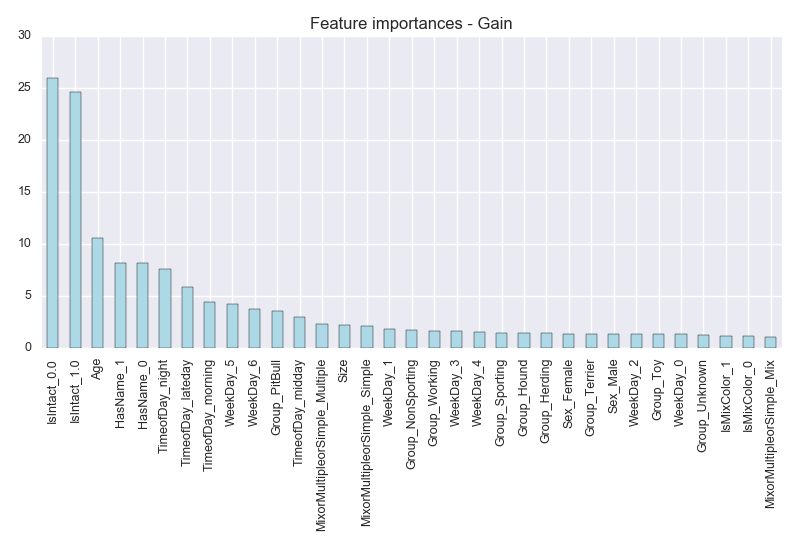 Feature importances - Gain
30
25
20
15
10
5
0
IsIntact_0.0
IsIntact_1.0
Age
HasName_1
HasName_0
TimeofDay_night
TimeofDay_lateday
TimeofDay_morning
WeekDay_5
WeekDay_6
Group_PitBull
TimeofDay_midday
MixorMultipleorSimple_Multiple
Size
MixorMultipleorSimple_Simple
WeekDay_1
Group_NonSporting
Group_Working
WeekDay_3
WeekDay_4
Group_Sporting
Group_Hound
Group_Herding
Sex_Female
Group_Terrier
Sex_Male
WeekDay_2
Group_Toy
WeekDay_0
Group_Unknown
IsMixColor_1
IsMixColor_0
MixorMultipleorSimple_Mix